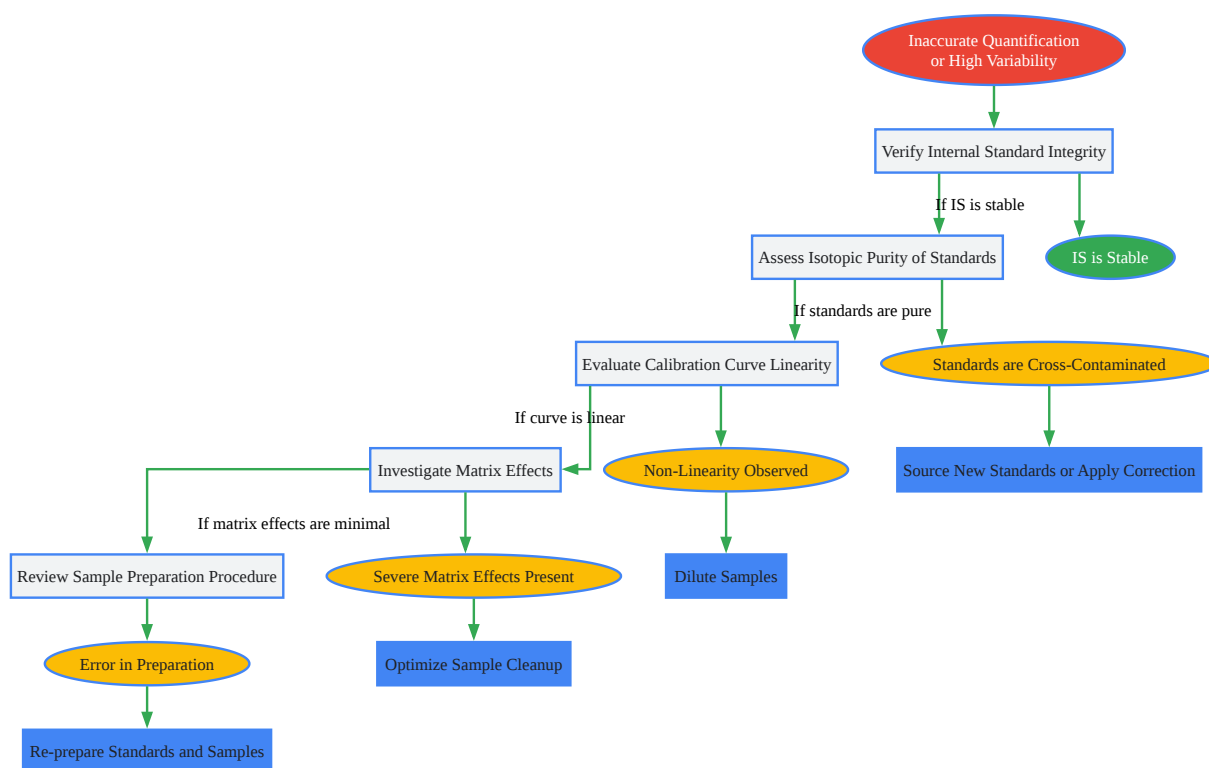 Inaccurate Quantification
or High Variability
Verify Internal Standard Integrity
If IS is stable
Assess Isotopic Purity of Standards
IS is Stable
If standards are pure
Evaluate Calibration Curve Linearity
Standards are Cross-Contaminated
If curve is linear
Investigate Matrix Effects
Non-Linearity Observed
Source New Standards or Apply Correction
If matrix effects are minimal
Review Sample Preparation Procedure
Severe Matrix Effects Present
Dilute Samples
Error in Preparation
Optimize Sample Cleanup
Re-prepare Standards and Samples